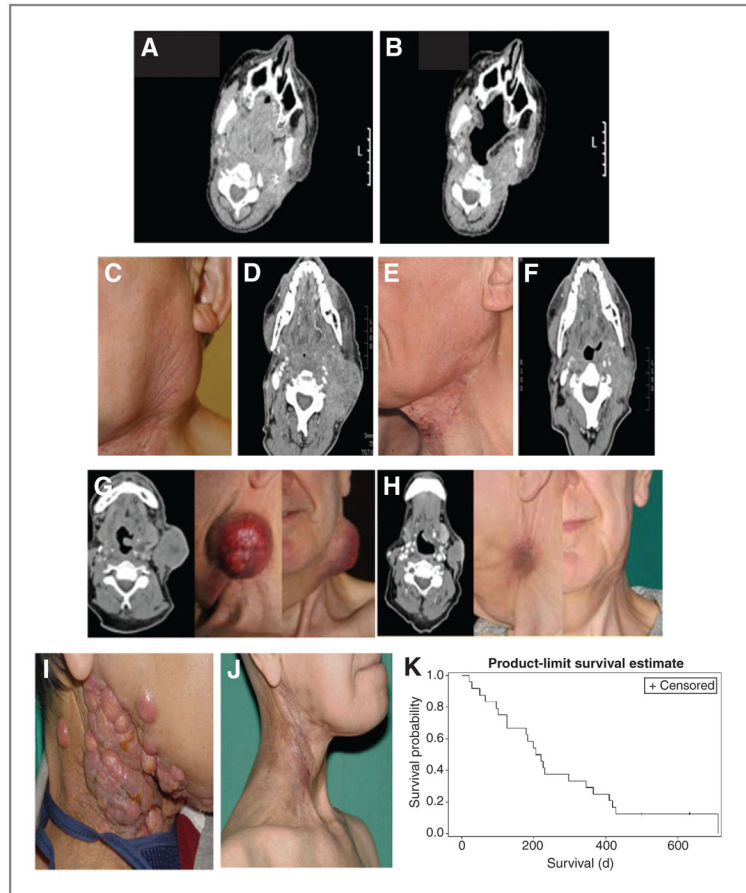 A
B
C
D
E
F
G
H
I
J
K
Product-limit survival estimate
+ Censored
Survival probability
1.0
0.8
0.6
0.4
0.2
0.0
0
200
400
600
Survival (d)